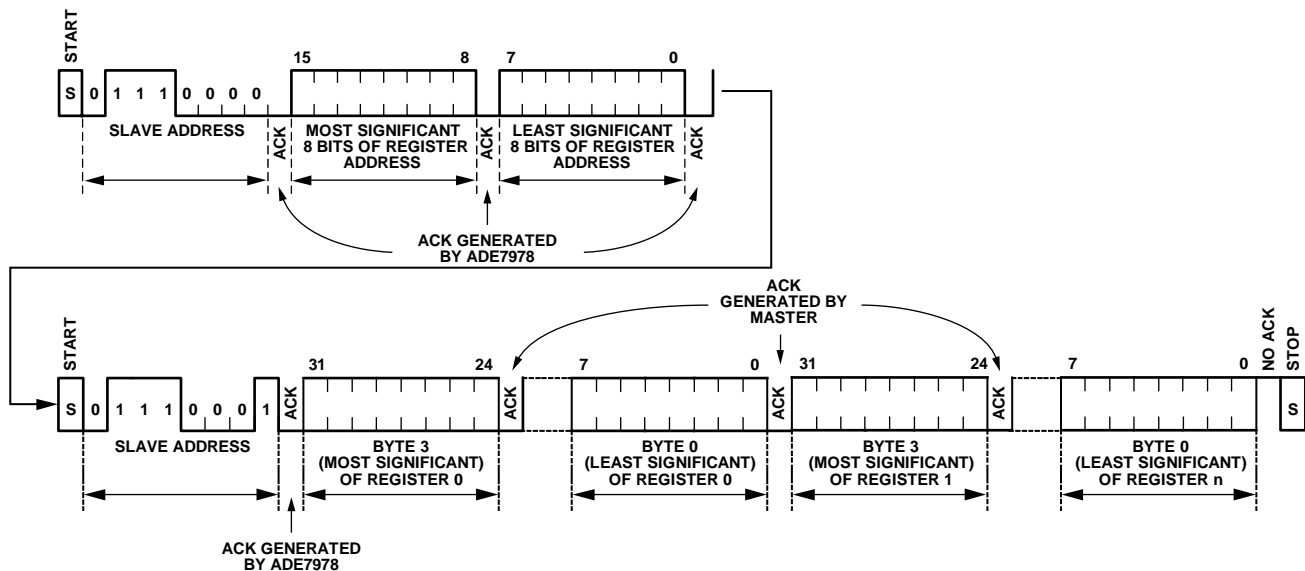 START
15 8 7 0
S 0 1 1 1 0 0 0 0
SLAVE ADDRESS
ACK
MOST SIGNIFICANT
8 BITS OF REGISTER
ADDRESS
ACK
LEAST SIGNIFICANT
8 BITS OF REGISTER
ADDRESS
ACK
ACK GENERATED
BY ADE7978
ACK
GENERATED BY
MASTER
START
31 24 7 0 31 24 7 0
NO ACK
STOP
S 0 1 1 1 0 0 0 1
ACK
ACK
ACK
ACK
S
SLAVE ADDRESS
BYTE 3
(MOST SIGNIFICANT)
OF REGISTER 0
BYTE 0
(LEAST SIGNIFICANT)
OF REGISTER 0
BYTE 3
(MOST SIGNIFICANT)
OF REGISTER 1
BYTE 0
(LEAST SIGNIFICANT)
OF REGISTER n
ACK GENERATED
BY ADE7978